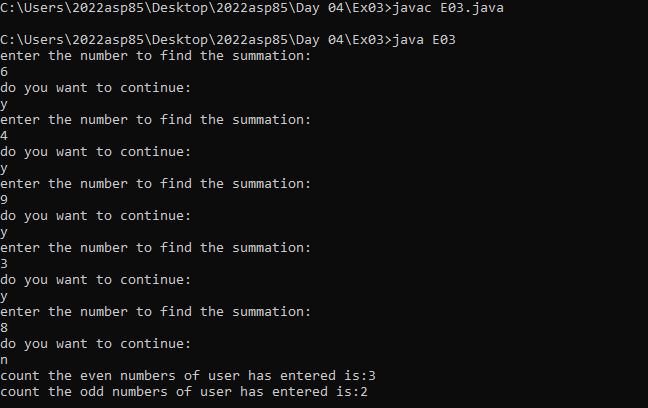 C:\Users\2022asp85\Desktop\2022asp85\Day 04\Ex03>javac E03.java
C:\Users\2022asp85\Desktop\2022asp85\Day 04\Ex03>java E03
enter the number to find the summation:
6
do you want to continue:
y
enter the number to find the summation:
4
do you want to continue:
y
enter the number to find the summation:
9
do you want to continue:
y
enter the number to find the summation:
3
do you want to continue:
y
enter the number to find the summation:
8
do you want to continue:
n
count the even numbers of user has entered is:3
count the odd numbers of user has entered is:2